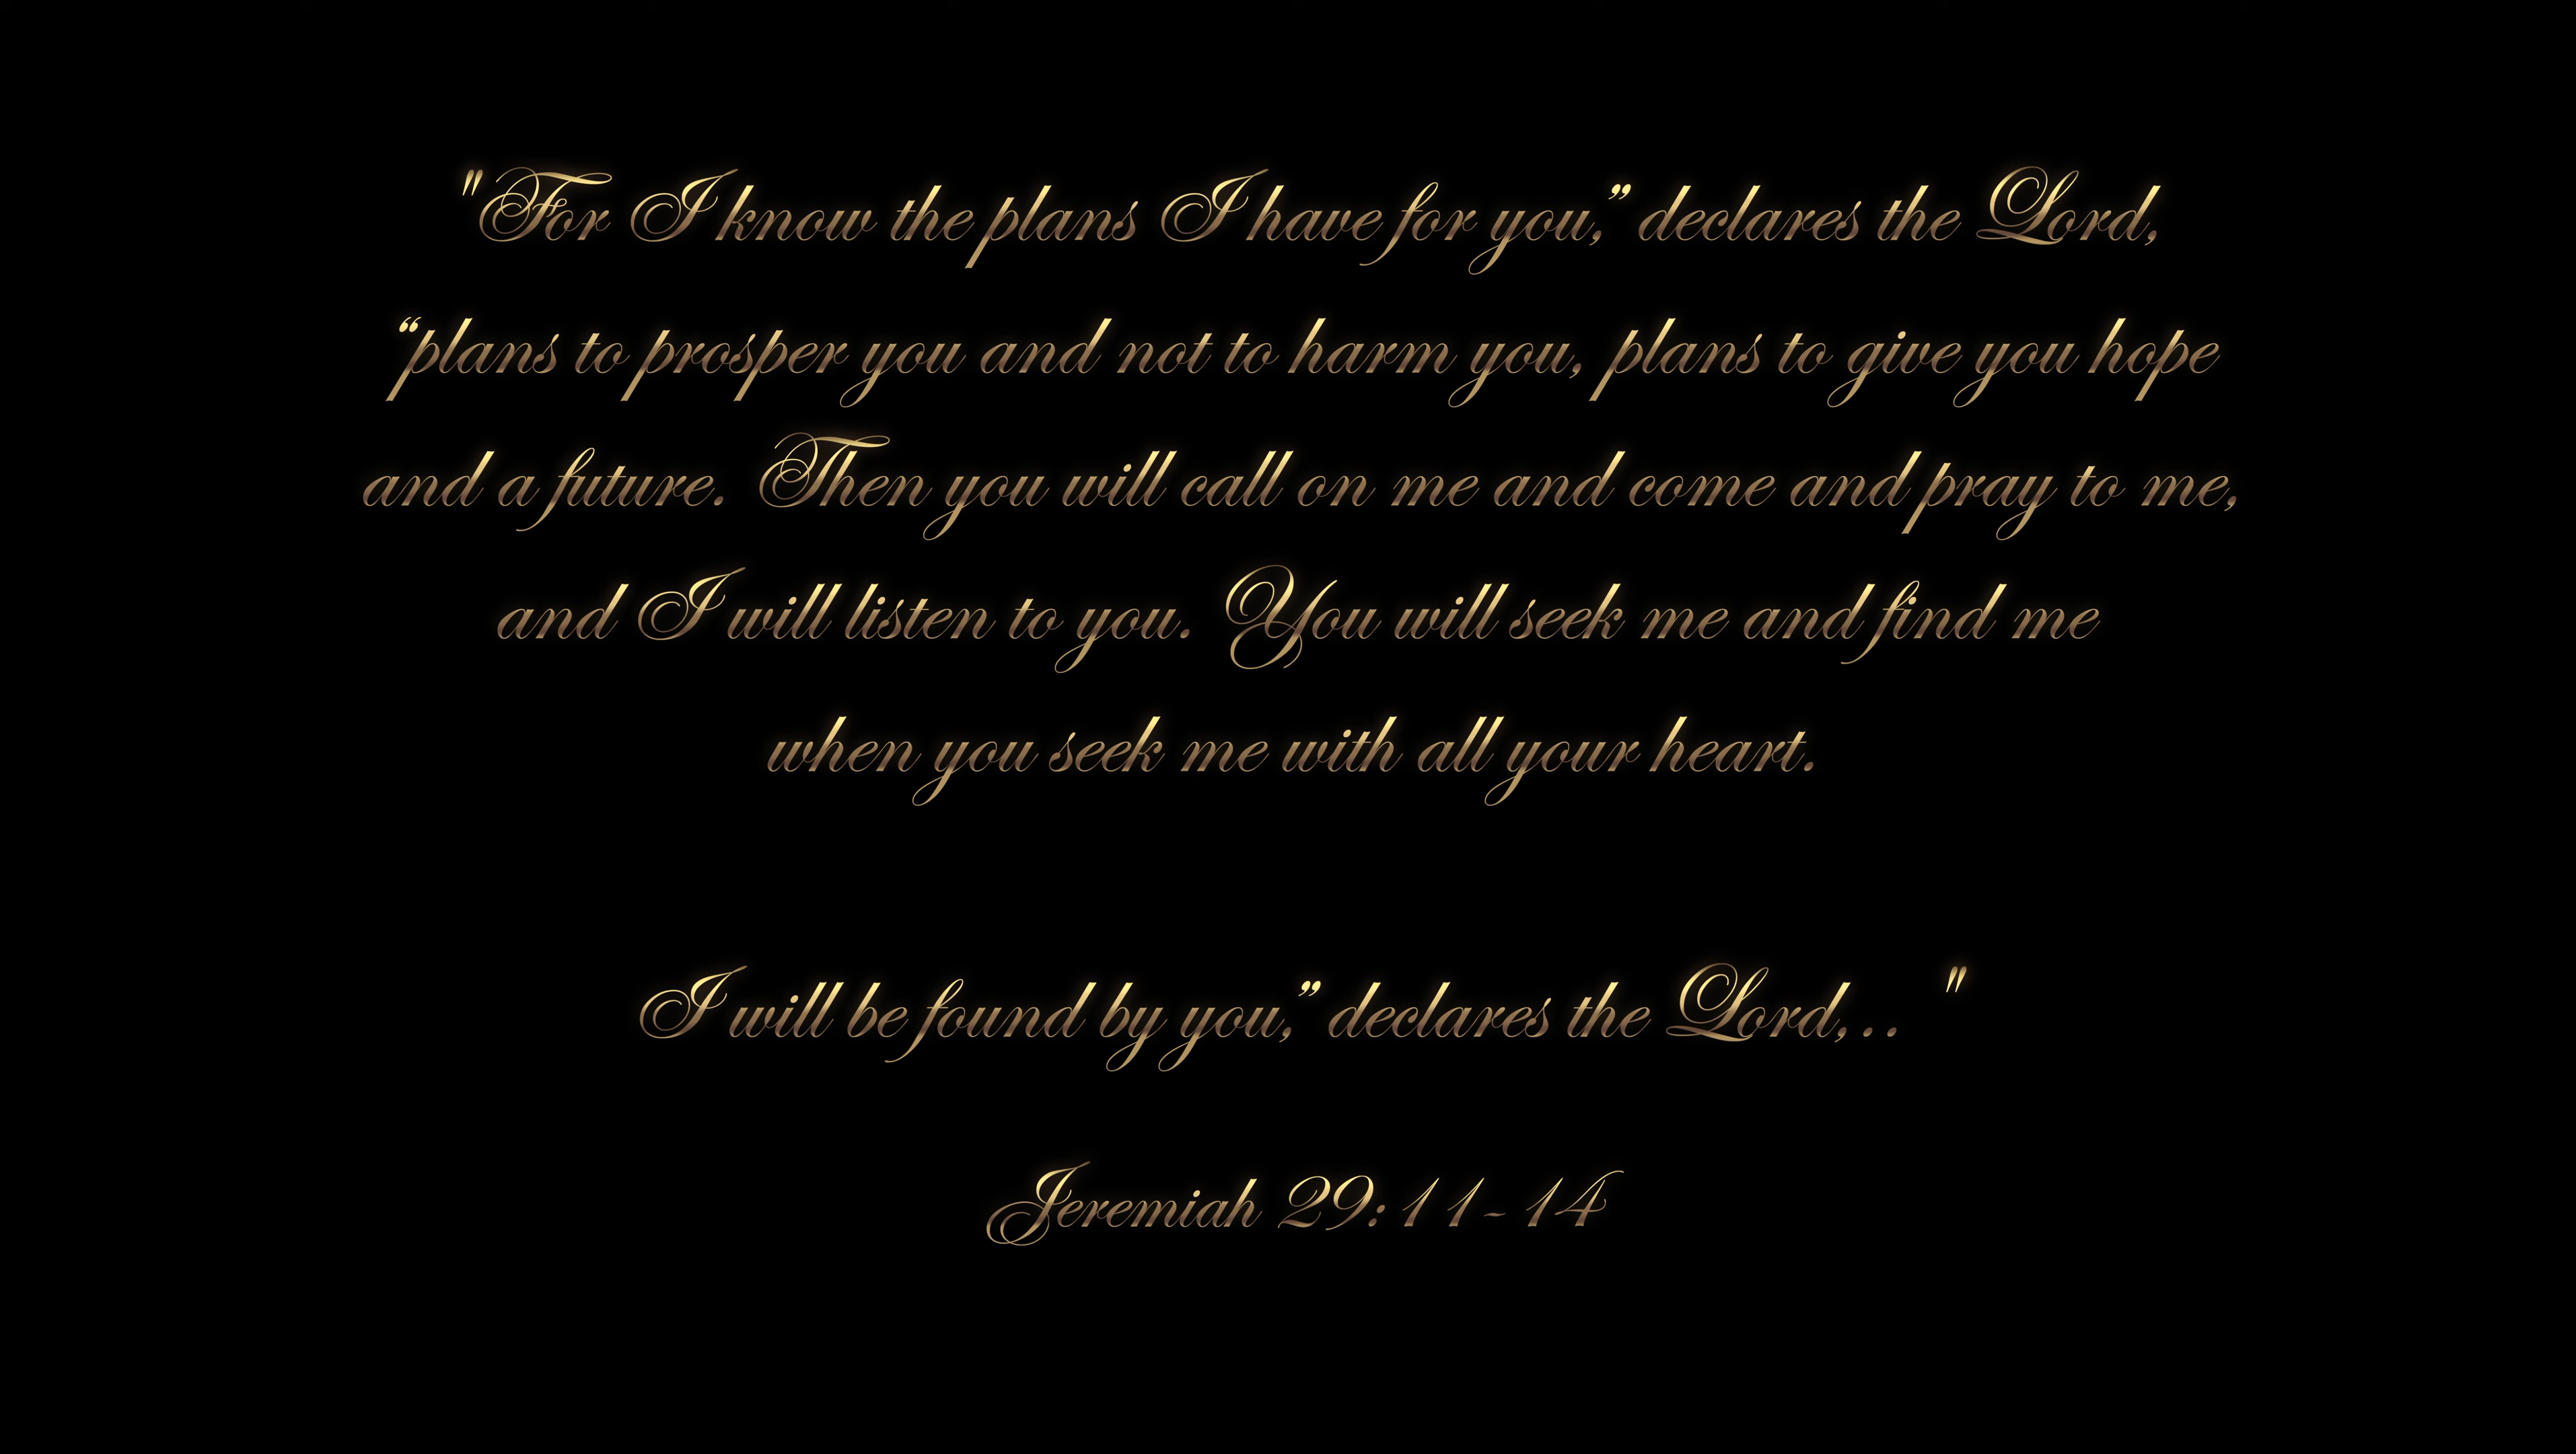 "For I know the plans I have for you,” declares the Lord,
“plans to prosper you and not to harm you, plans to give you hope
and a future. Then you will call on me and come and pray to me,
and I will listen to you. You will seek me and find me
when you seek me with all your heart.
I will be found by you,” declares the Lord,.. "
Jeremiah 29:11-14